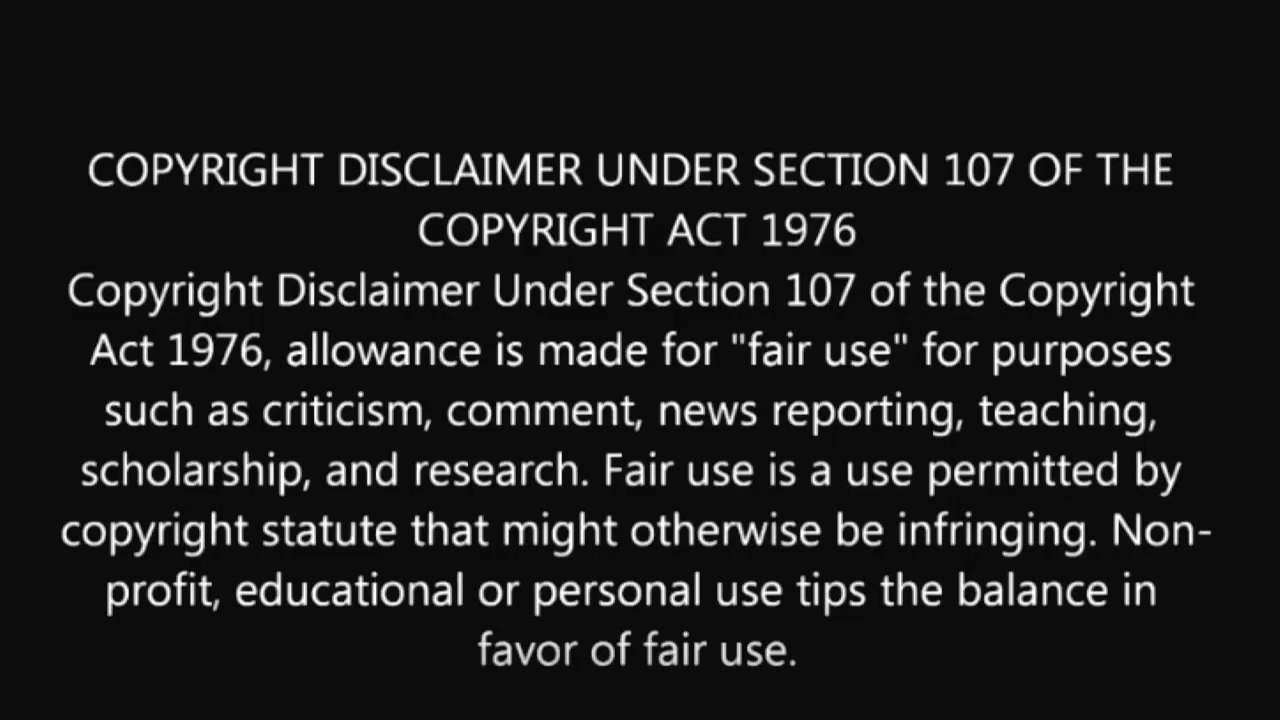 COPYRIGHT DISCLAIMER UNDER SECTION 107 OF THE
COPYRIGHT ACT 1976
Copyright Disclaimer Under Section 107 of the Copyright
Act 1976, allowance is made for "fair use" for purposes
such as criticism, comment, news reporting, teaching,
scholarship, and research. Fair use is a use permitted by
copyright statute that might otherwise be infringing. Non-
profit, educational or personal use tips the balance in
favor of fair use.